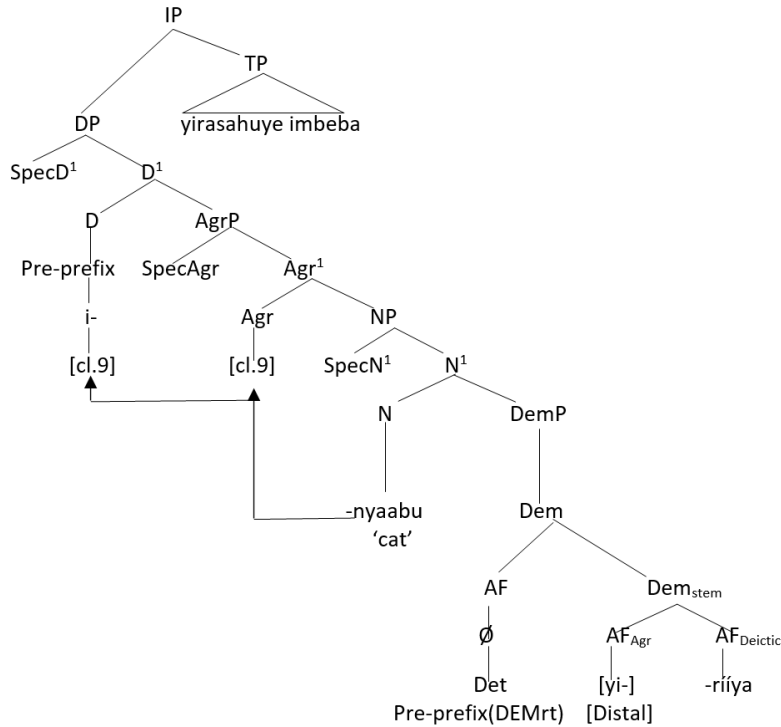 IP
TP
DP
yirasahuye imbeba
SpecD¹
D¹
D
AgrP
Pre-prefix
SpecAgr
Agr¹
i-
Agr
NP
[cl.9]
[cl.9]
SpecN¹
N¹
N
DemP
-nyaabu
Dem
‘cat’
AF
Demstem
Ø
AFAgr
AFDeictic
Det
[yi-]
-rííya
Pre-prefix(DEMrt)
[Distal]